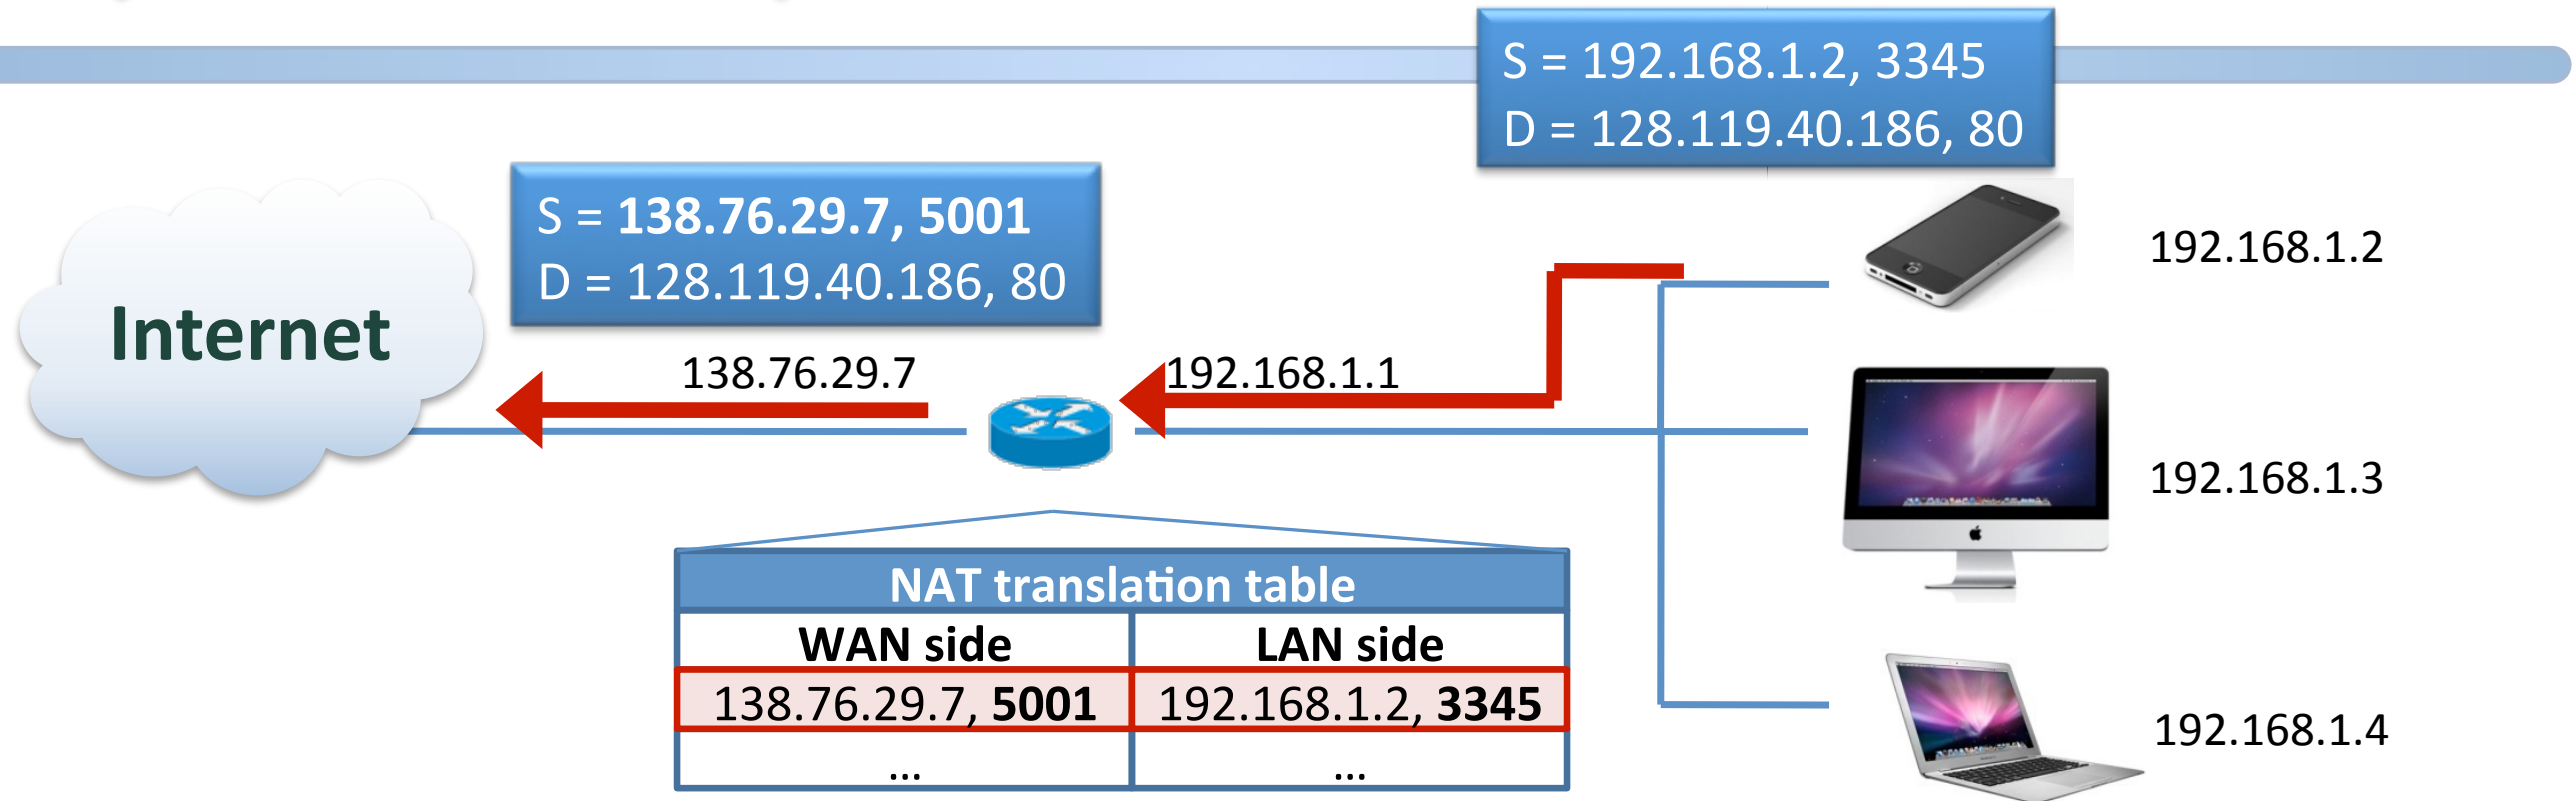 S = 192.168.1.2, 3345
D = 128.119.40.186, 80
S = 138.76.29.7, 5001
D = 128.119.40.186, 80
192.168.1.2
Internet
138.76.29.7
192.168.1.1
192.168.1.3
NAT translation table
WAN side
LAN side
138.76.29.7, 5001
192.168.1.2, 3345
...
...
192.168.1.4